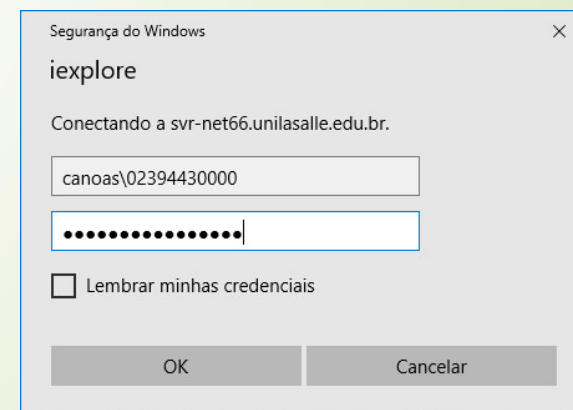 Segurança do Windows
iexplore
Conectando a svr-net66.unilasalle.edu.br.
canoas\02394430000
●●●●●●●●●●●●●●●●
Lembrar minhas credenciais
OK
Cancelar